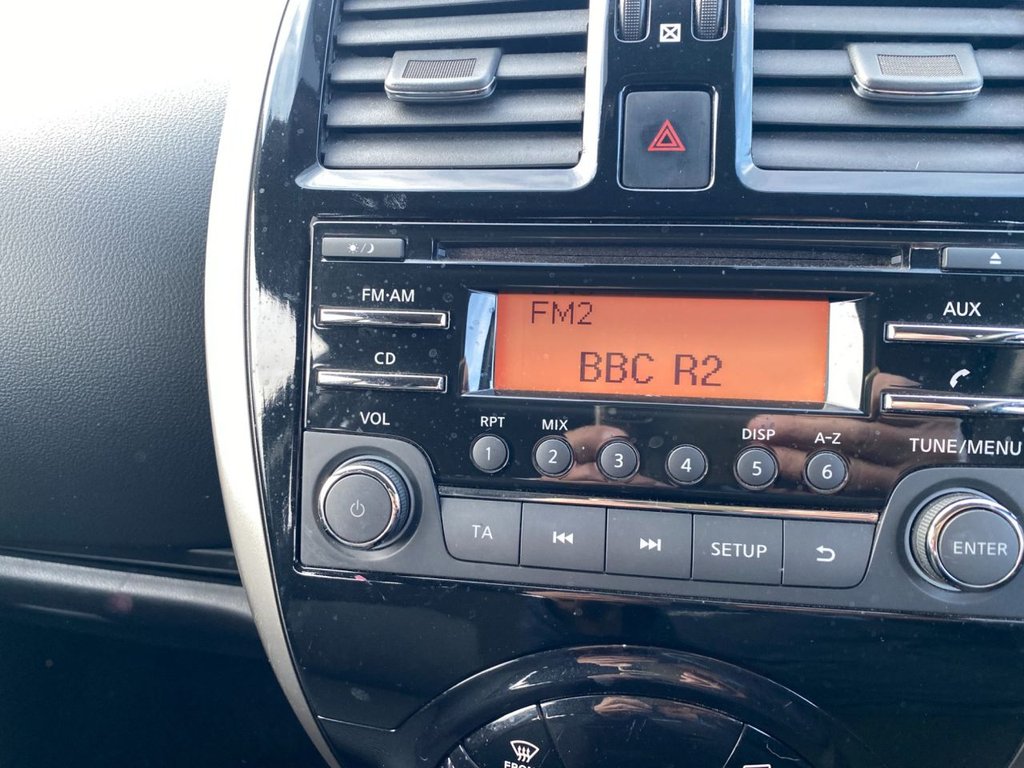 FM·AM
AUX
FM2
BBC R2
CD
VOL
RPT
MIX
DISP
A-Z
TUNE/MENU
1
2
3
4
5
6
TA
SETUP
ENTER